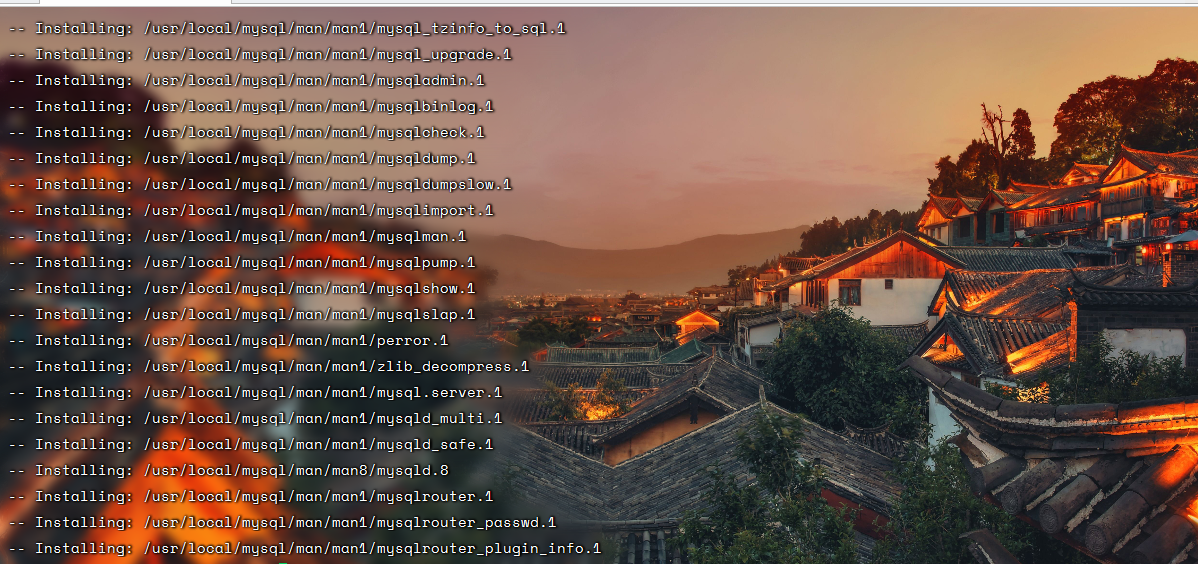 -- Installing: /usr/local/mysql/man/man1/mysql_tzinfo_to_sql.1
-- Installing: /usr/local/mysql/man/man1/mysql_upgrade.1
-- Installing: /usr/local/mysql/man/man1/mysqladmin.1
-- Installing: /usr/local/mysql/man/man1/mysqlbinlog.1
-- Installing: /usr/local/mysql/man/man1/mysqlcheck.1
-- Installing: /usr/local/mysql/man/man1/mysqldump.1
-- Installing: /usr/local/mysql/man/man1/mysqldumpslow.1
-- Installing: /usr/local/mysql/man/man1/mysqlimport.1
-- Installing: /usr/local/mysql/man/man1/mysqlman.1
-- Installing: /usr/local/mysql/man/man1/mysqlpump.1
-- Installing: /usr/local/mysql/man/man1/mysqlshow.1
-- Installing: /usr/local/mysql/man/man1/mysqlslap.1
-- Installing: /usr/local/mysql/man/man1/perror.1
-- Installing: /usr/local/mysql/man/man1/zlib_decompress.1
-- Installing: /usr/local/mysql/man/man1/mysql.server.1
-- Installing: /usr/local/mysql/man/man1/mysqld_multi.1
-- Installing: /usr/local/mysql/man/man1/mysqld_safe.1
-- Installing: /usr/local/mysql/man/man8/mysqld.8
-- Installing: /usr/local/mysql/man/man1/mysqlrouter.1
-- Installing: /usr/local/mysql/man/man1/mysqlrouter_passwd.1
-- Installing: /usr/local/mysql/man/man1/mysqlrouter_plugin_info.1